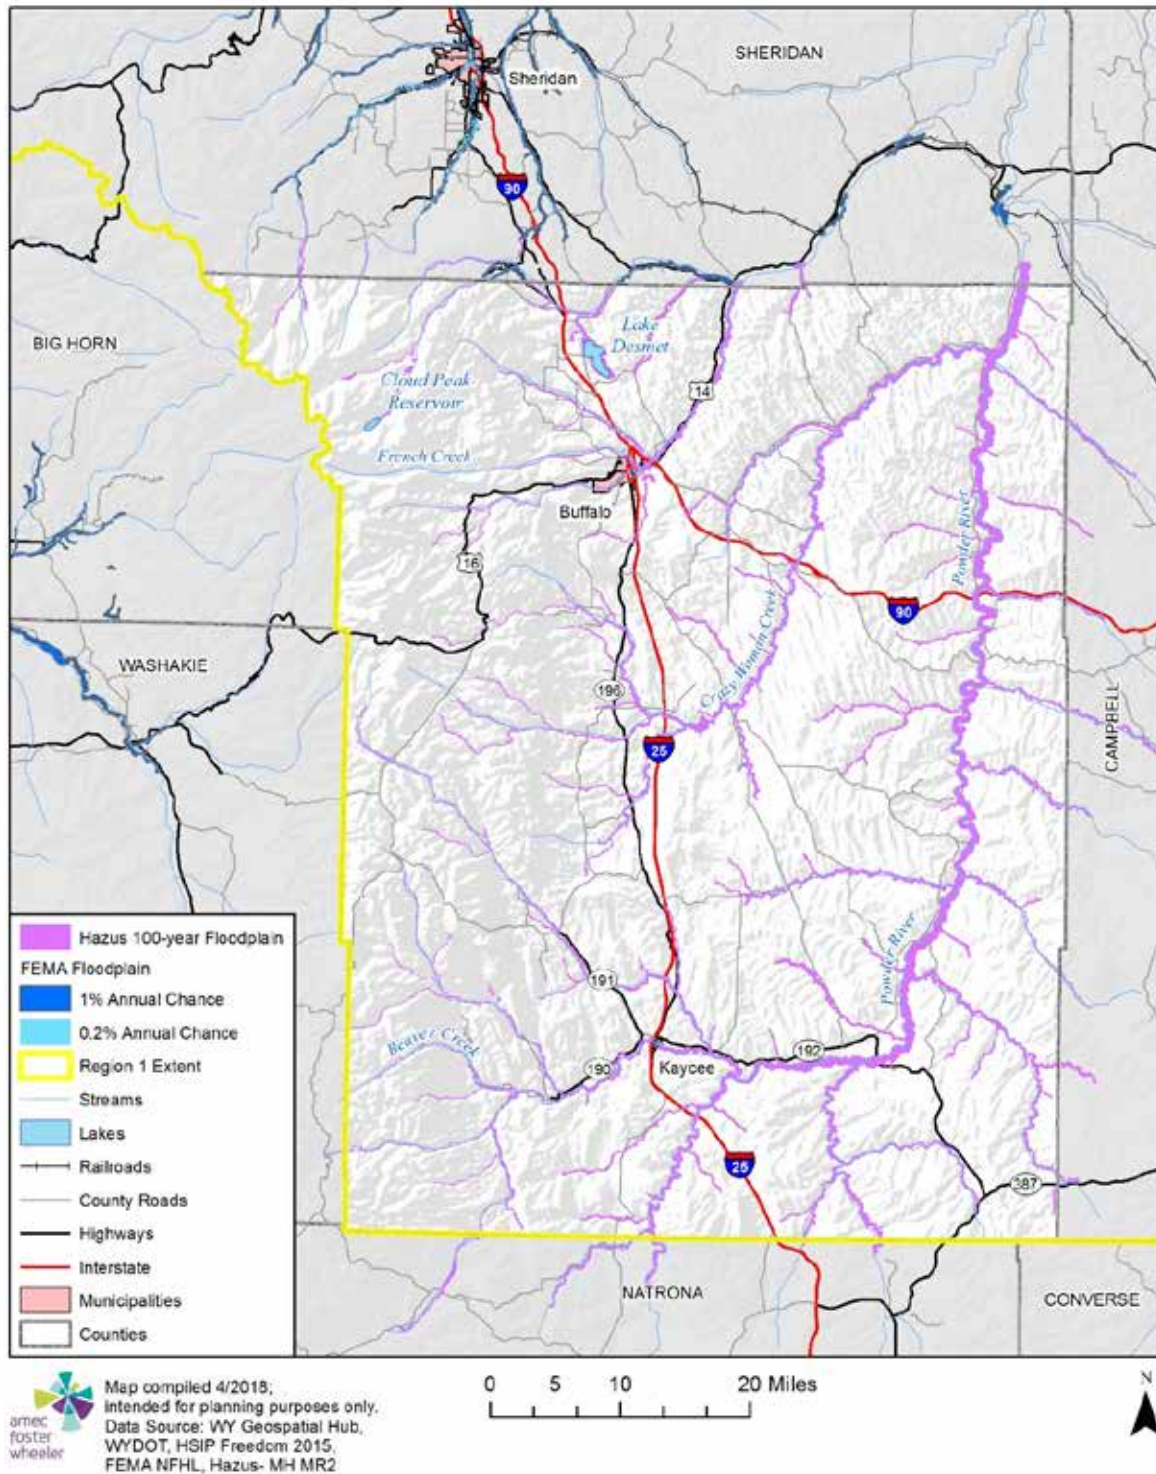 SHERIDAN
Sheridan
90
BIG HORN
Lake
Desmet
Cloud Peak
Reservoir
14
French Creek
Buffalo
16
Powder River
90
WASHAKIE
Crazy Woman Creek
196
CAMPBELL
25
Powder River
191
Beaver Creek
192
190
Kaycee
25
387
NATRONA
CONVERSE
Hazus 100-year Floodplain
FEMA Floodplain
1% Annual Chance
0.2% Annual Chance
Region 1 Extent
Streams
Lakes
Railroads
County Roads
Highways
Interstate
Municipalities
Counties
amec
foster
wheeler
Map compiled 4/2018;
intended for planning purposes only.
Data Source: WY Geospatial Hub,
WYDOT, HSIP Freedom 2015,
FEMA NFHL, Hazus- MH MR2
0 5 10 20 Miles
N